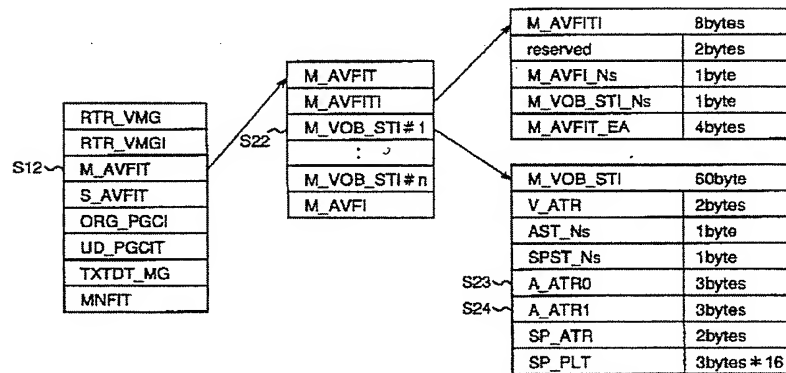 RTR_VMG
RTR_VMGI
S12 M_AVFIT
S_AVFIT
ORG_PGCI
UD_PGCIT
TXTDT_MG
MNFIT
M_AVFIT
M_AVFITI
S22 M_VOB_STI#1
:
M_VOB_STI#n
M_AVFI
M_AVFITI 8bytes
reserved 2bytes
M_AVFI_Ns 1byte
M_VOB_STI_Ns 1byte
M_AVFIT_EA 4bytes
M_VOB_STI 60byte
V_ATR 2bytes
AST_Ns 1byte
SPST_Ns 1byte
S23 A_ATR0 3bytes
S24 A_ATR1 3bytes
SP_ATR 2bytes
SP_PLT 3bytes*16